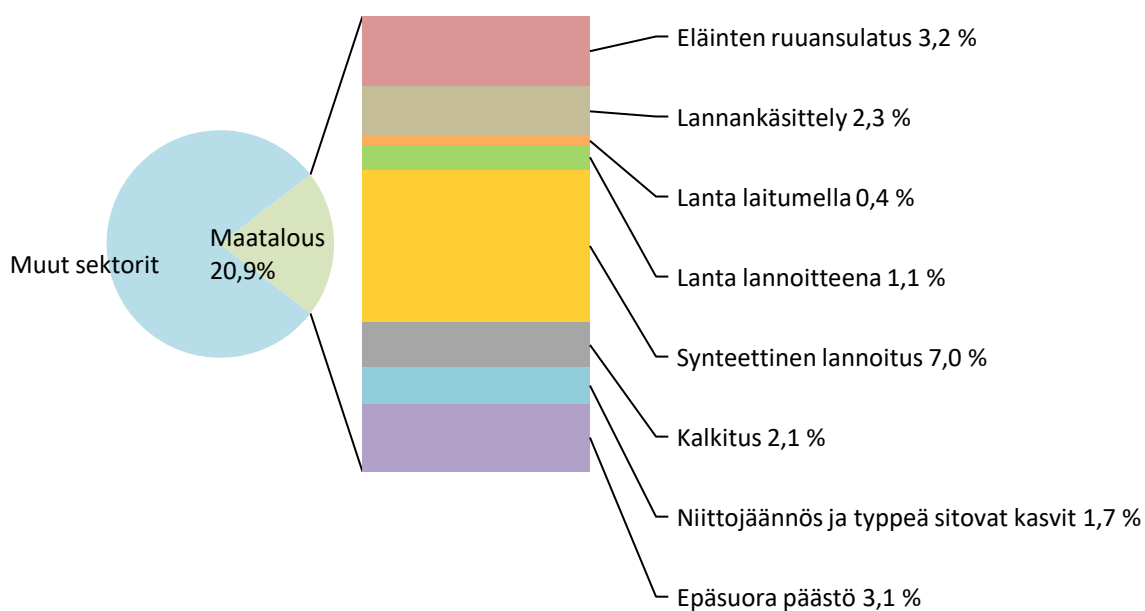 Muut sektorit
Maatalous
20,9%
Eläinten ruuansulatus 3,2 %
Lannankäsittely 2,3 %
Lanta laitumella 0,4 %
Lanta lannoitteena 1,1 %
Synteettinen lannoitus 7,0 %
Kalkitus 2,1 %
Niittojäännös ja typpeä sitovat kasvit 1,7 %
Epäsuora päästö 3,1 %